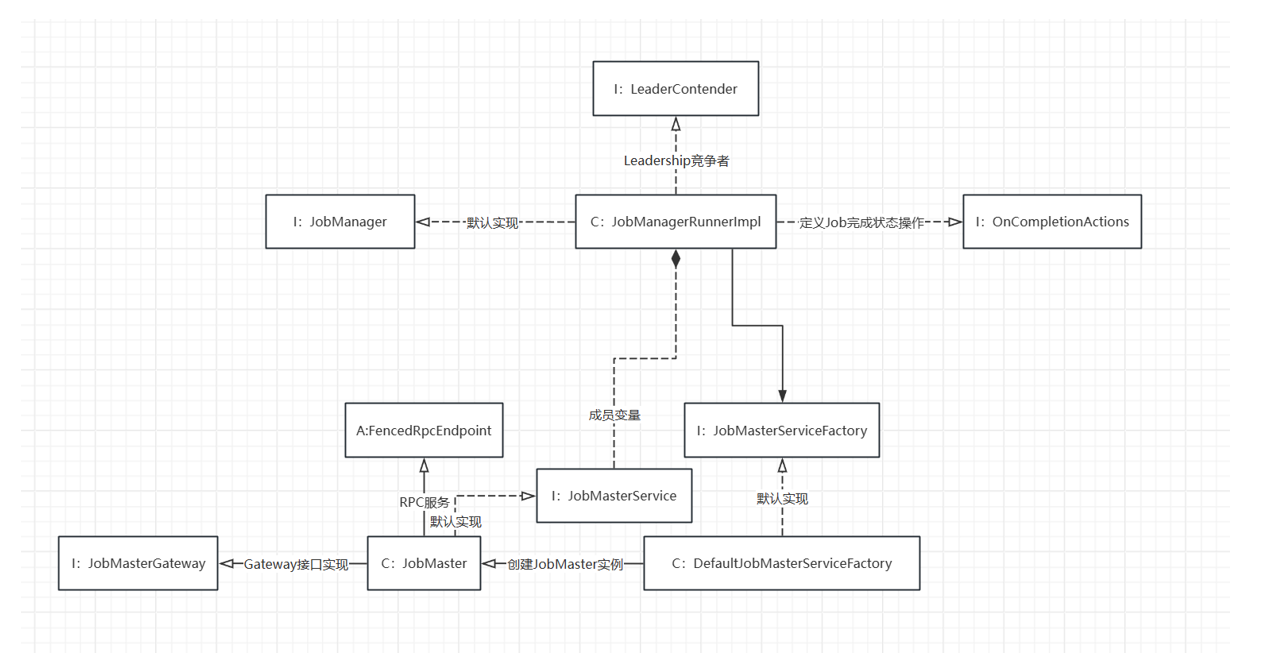 I：LeaderContender
Leadership竞争者
I：JobManager
默认实现
C：JobManagerRunnerImpl
定义Job完成状态操作
I：OnCompletionActions
成员变量
A:FencedRpcEndpoint
I：JobMasterServiceFactory
RPC服务
默认实现
I：JobMasterService
默认实现
I：JobMasterGateway
Gateway接口实现
C：JobMaster
创建JobMaster实例
C：DefaultJobMasterServiceFactory